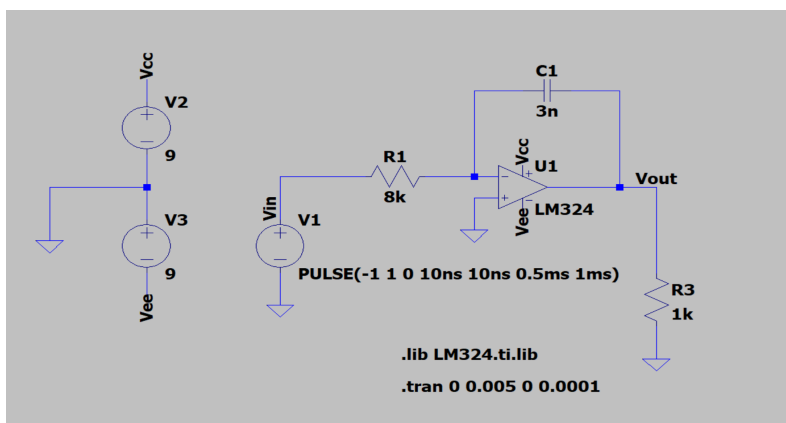 Vcc
V2
9
V3
9
Vee
Vin
V1
PULSE(-1 1 0 10ns 10ns 0.5ms 1ms)
R1
8k
C1
3n
Vcc
U1
LM324
Vee
Vout
R3
1k
.lib LM324.ti.lib
.tran 0 0.005 0 0.0001